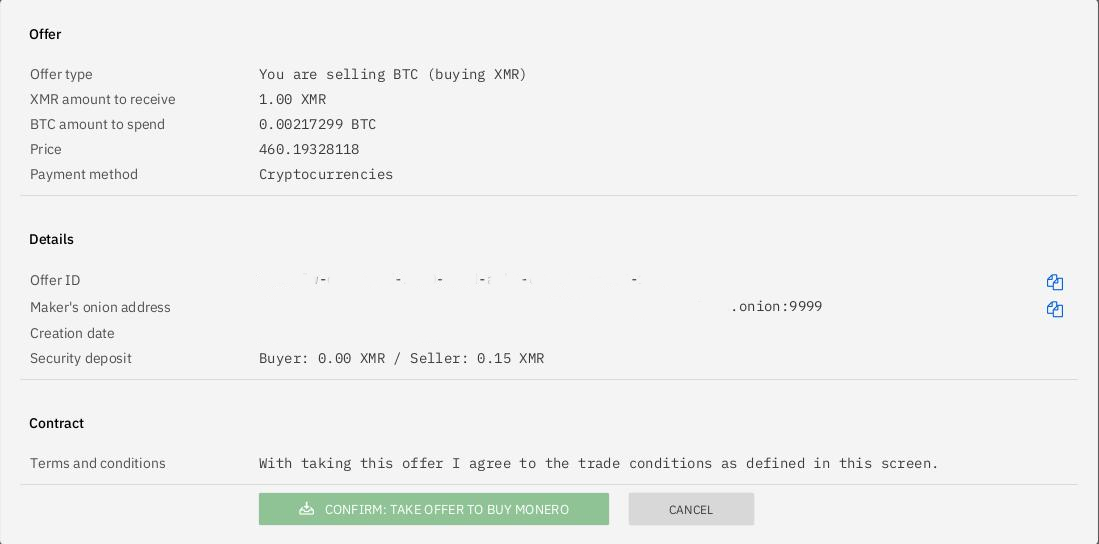 Offer
Offer type You are selling BTC (buying XMR)
XMR amount to receive 1.00 XMR
BTC amount to spend 0.00217299 BTC
Price 460.19328118
Payment method Cryptocurrencies
Details
Offer ID
Maker's onion address .onion:9999
Creation date
Security deposit Buyer: 0.00 XMR / Seller: 0.15 XMR
Contract
Terms and conditions With taking this offer I agree to the trade conditions as defined in this screen.
CONFIRM: TAKE OFFER TO BUY MONERO CANCEL